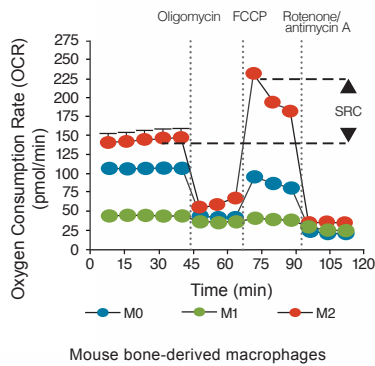 Oligomycin FCCP Rotenone/
antimycin A
Oxygen Consumption Rate (OCR)
(pmol/min)
275
250
225
200
175
150
125
100
75
50
25
0
SRC
0 15 30 45 60 75 90 105 120
Time (min)
M0 M1 M2
Mouse bone-derived macrophages